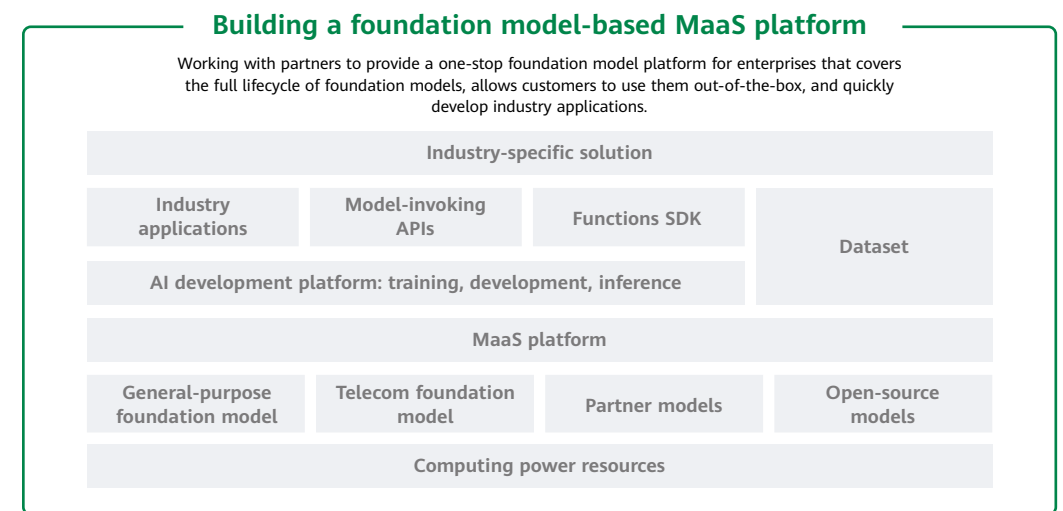 Building a foundation model-based MaaS platform
Working with partners to provide a one-stop foundation model platform for enterprises that covers
the full lifecycle of foundation models, allows customers to use them out-of-the-box, and quickly
develop industry applications.
Industry-specific solution
Industry
applications
Model-invoking
APIs
Functions SDK
Dataset
AI development platform: training, development, inference
MaaS platform
General-purpose
foundation model
Telecom foundation
model
Partner models
Open-source
models
Computing power resources